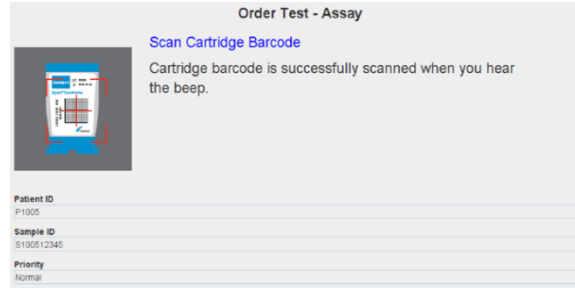 Order Test - Assay
Scan Cartridge Barcode
Cartridge barcode is successfully scanned when you hear
the beep.
Patient ID
P1005
Sample ID
S100512345
Priority
Normal